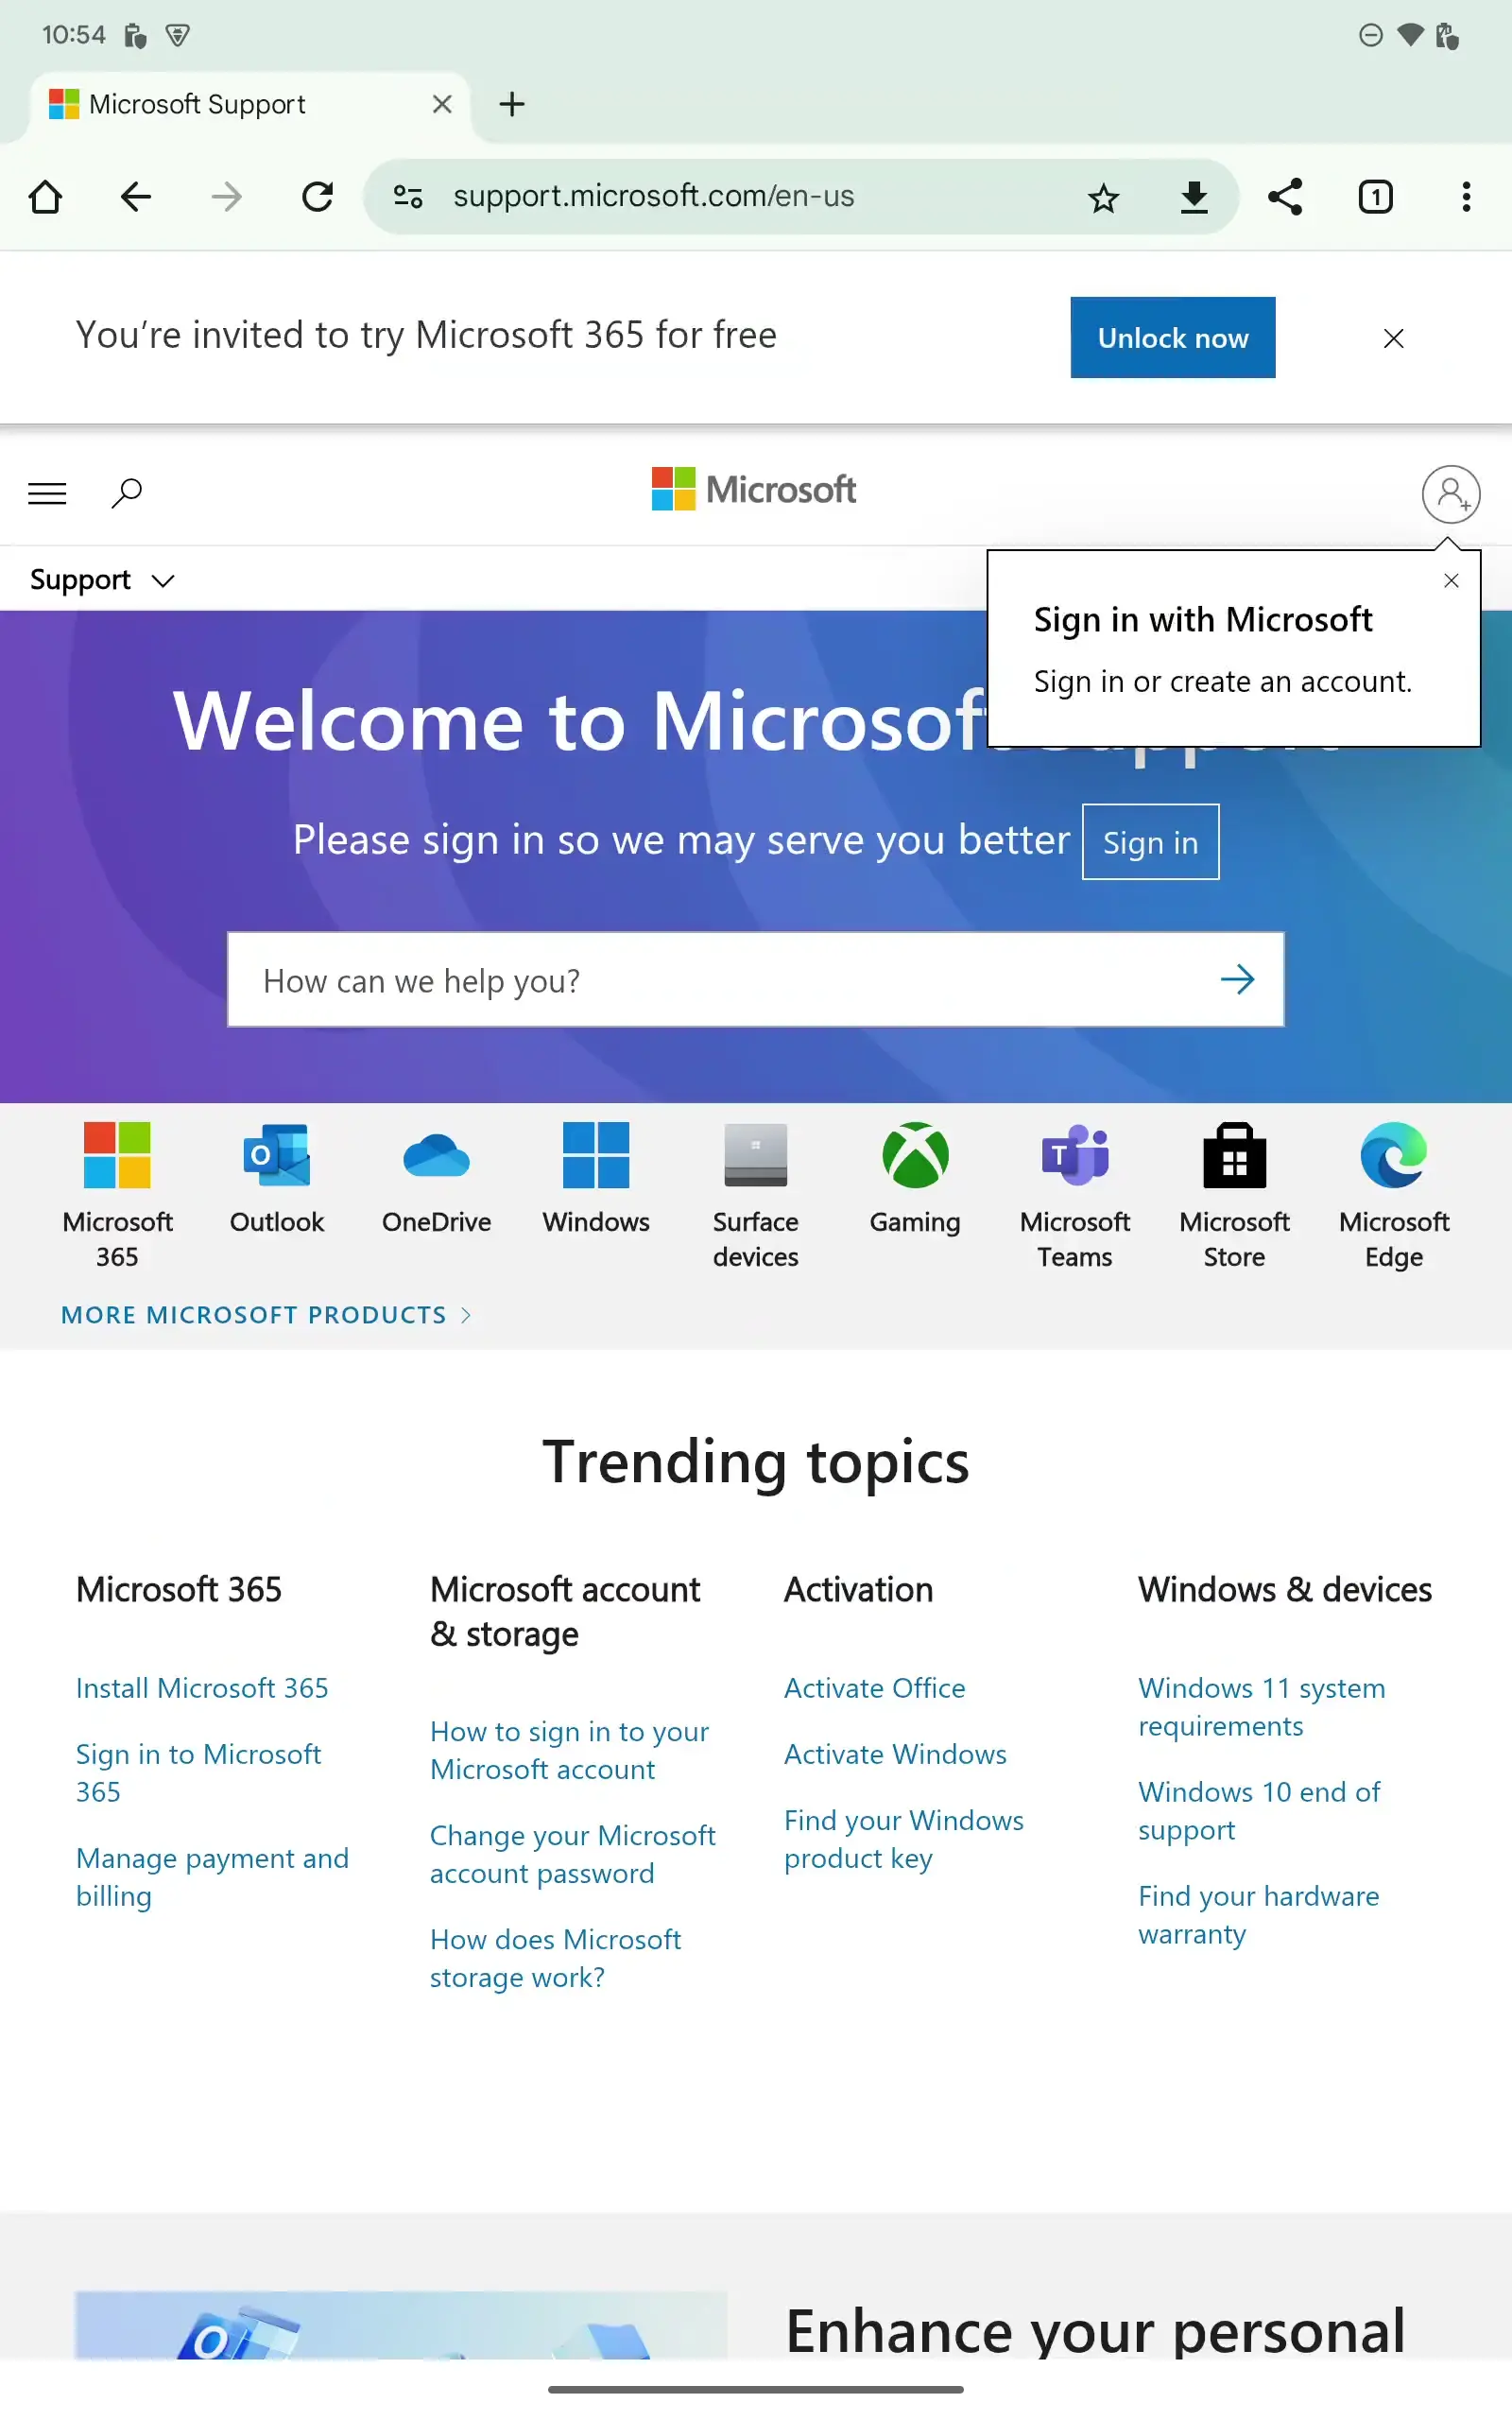 10:54
Microsoft Support
support.microsoft.com/en-us
1
You're invited to try Microsoft 365 for free
Unlock now
Microsoft
Support
Sign in with Microsoft
Sign in or create an account.
Welcome to Microsoft Support
Please sign in so we may serve you better
Sign in
How can we help you?
Microsoft
365
Outlook
OneDrive
Windows
Surface
devices
Gaming
Microsoft
Teams
Microsoft
Store
Microsoft
Edge
MORE MICROSOFT PRODUCTS
Trending topics
Microsoft 365
Install Microsoft 365
Sign in to Microsoft
365
Manage payment and
billing
Microsoft account
& storage
How to sign in to your
Microsoft account
Change your Microsoft
account password
How does Microsoft
storage work?
Activation
Activate Office
Activate Windows
Find your Windows
product key
Windows & devices
Windows 11 system
requirements
Windows 10 end of
support
Find your hardware
warranty
Enhance your personal